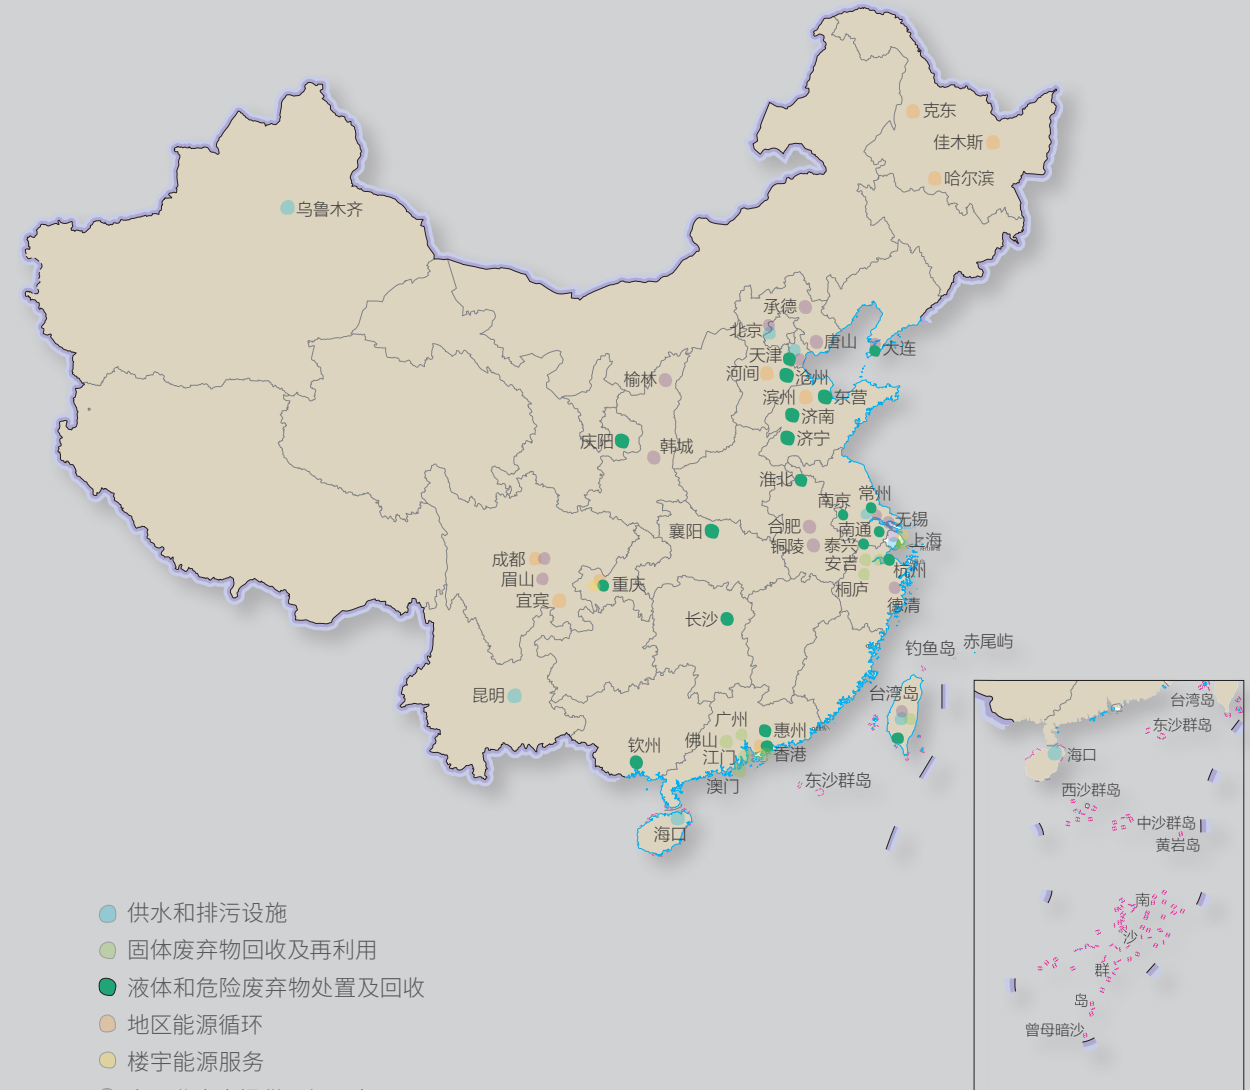 克东
佳木斯
哈尔滨
乌鲁木齐
承德
北京
唐山
大连
天津
河间
沧州
榆林
滨州
东营
济南
庆阳
济宁
韩城
淮北
南京
常州
无锡
襄阳
合肥
南通
上海
铜陵
泰兴
成都
安吉
杭州
眉山
重庆
桐庐
宜宾
德清
长沙
钓鱼岛
赤尾屿
昆明
台湾岛
广州
惠州
佛山
钦州
江门
香港
澳门
东沙群岛
海口
台湾岛
东沙群岛
海口
西沙群岛
中沙群岛
黄岩岛
南
沙
群
岛
曾母暗沙
供水和排污设施
固体废弃物回收及再利用
液体和危险废弃物处置及回收
地区能源循环
楼宇能源服务